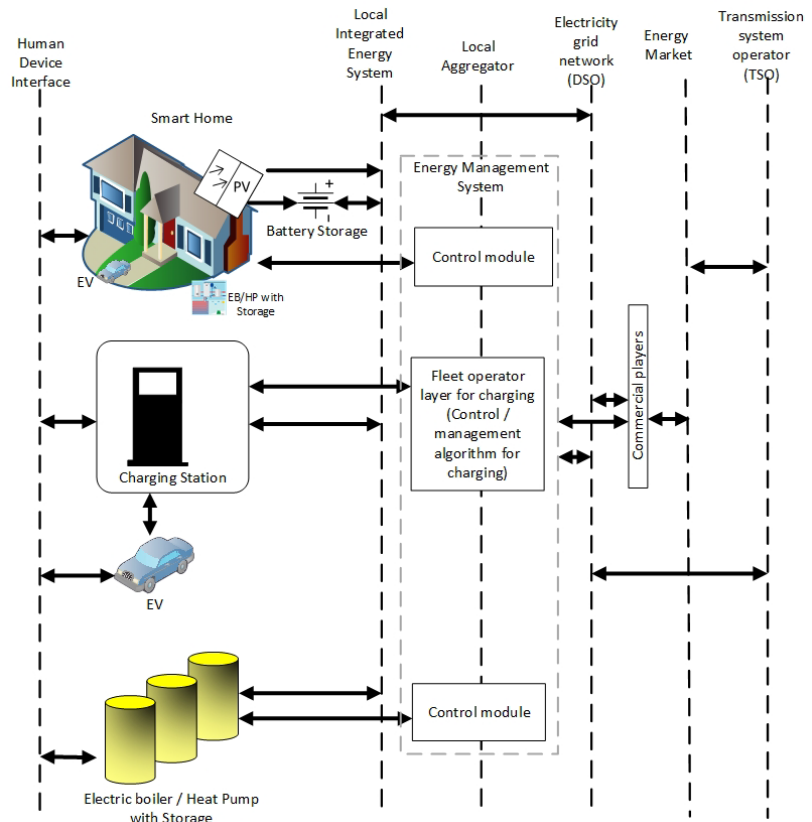 Human
Device
Interface
Local
Integrated
Energy
System
Local
Aggregator
Electricity
grid network
(DSO)
Energy
Market
Transmission
system
operator
(TSO)
Smart Home
PV
+
-
Battery Storage
EV
EB/HP with
Storage
Energy Management
System
Control module
Charging Station
Fleet operator
layer for charging
(Control /
management
algorithm for
charging)
Commercial players
EV
Control module
Electric boiler / Heat Pump
with Storage